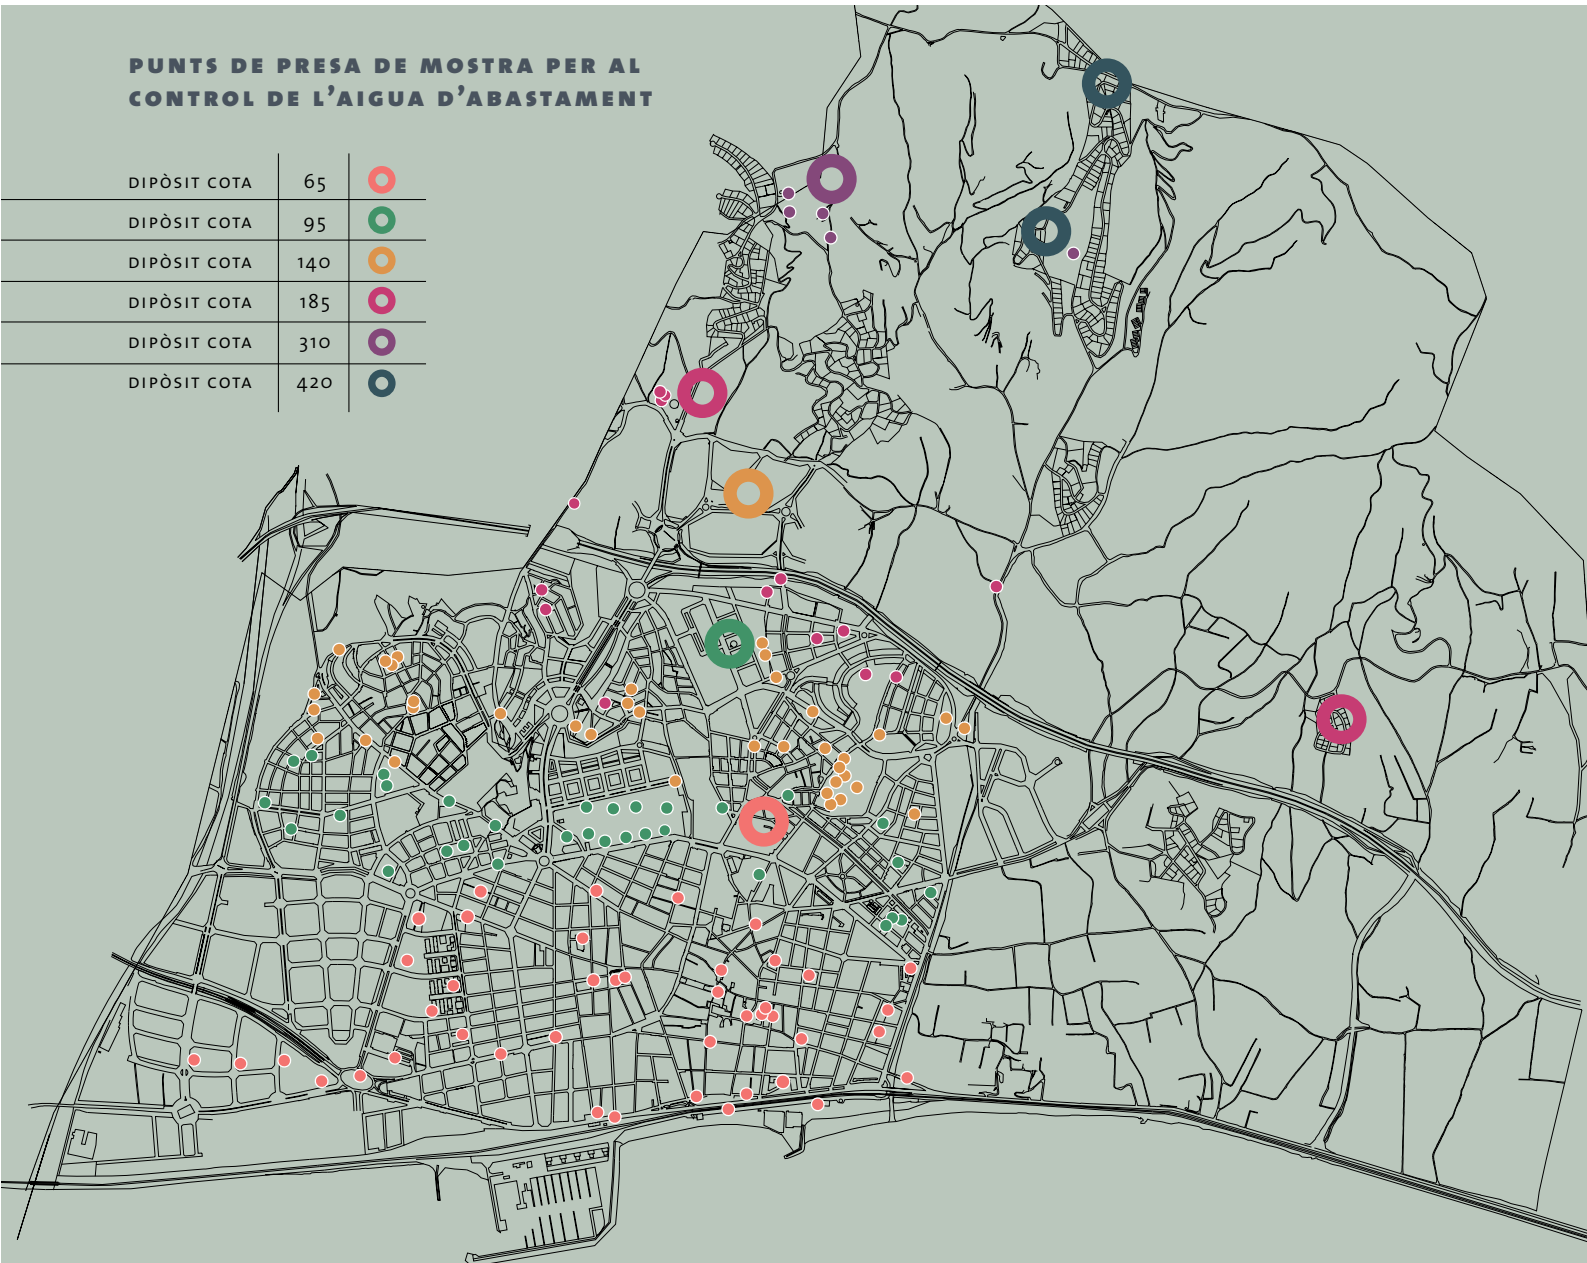 PUNTS DE PRESA DE MOSTRA PER AL
CONTROL DE L'AIGUA D'ABASTAMENT
DIPÒSIT COTA 65
DIPÒSIT COTA 95
DIPÒSIT COTA 140
DIPÒSIT COTA 185
DIPÒSIT COTA 310
DIPÒSIT COTA 420